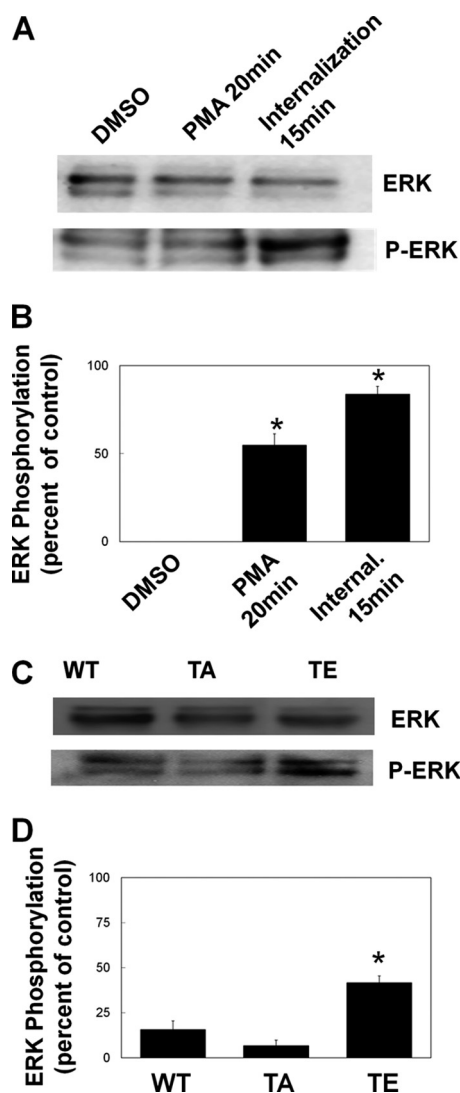 A
DMSO
PMA 20min
Internalization
15min
ERK
P-ERK
B
ERK Phosphorylation
(percent of control)
100
50
0
*
*
DMSO
PMA
20min
Internal.
15min
C
WT TA TE
ERK
P-ERK
D
ERK Phosphorylation
(percent of control)
100
75
50
25
0
*
WT TA TE